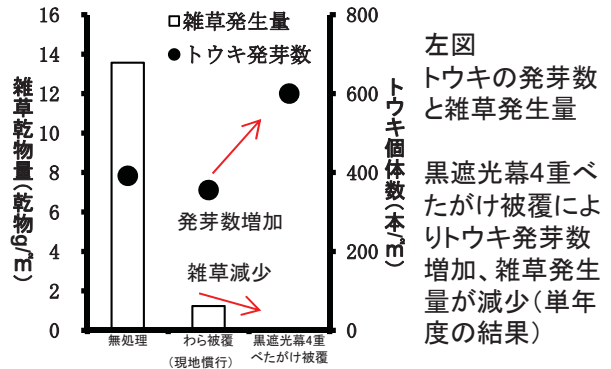 □雑草発生量
●トウキ発芽数
雑草乾物量(乾物g/㎡)
16
14
12
10
8
6
4
2
0
発芽数増加
雑草減少
無処理
わら被覆
(現地慣行)
黒遮光幕4重
べたがけ被覆
800
600
400
200
0
トウキ個体数(本/㎡)
左図
トウキの発芽数
と雑草発生量
黒遮光幕4重べ
たがけ被覆によ
りトウキ発芽数
増加、雑草発生
量が減少(単年
度の結果)